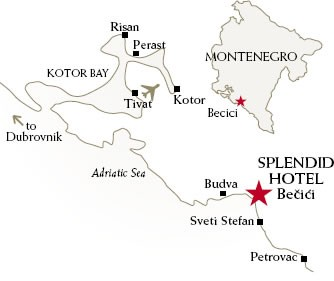 Risan
Perast
KOTOR BAY
Tivat
Kotor
MONTENEGRO
Becici
to
Dubrovnik
Adriatic Sea
SPLENDID
HOTEL
Bečići
Budva
Sveti Stefan
Petrovac